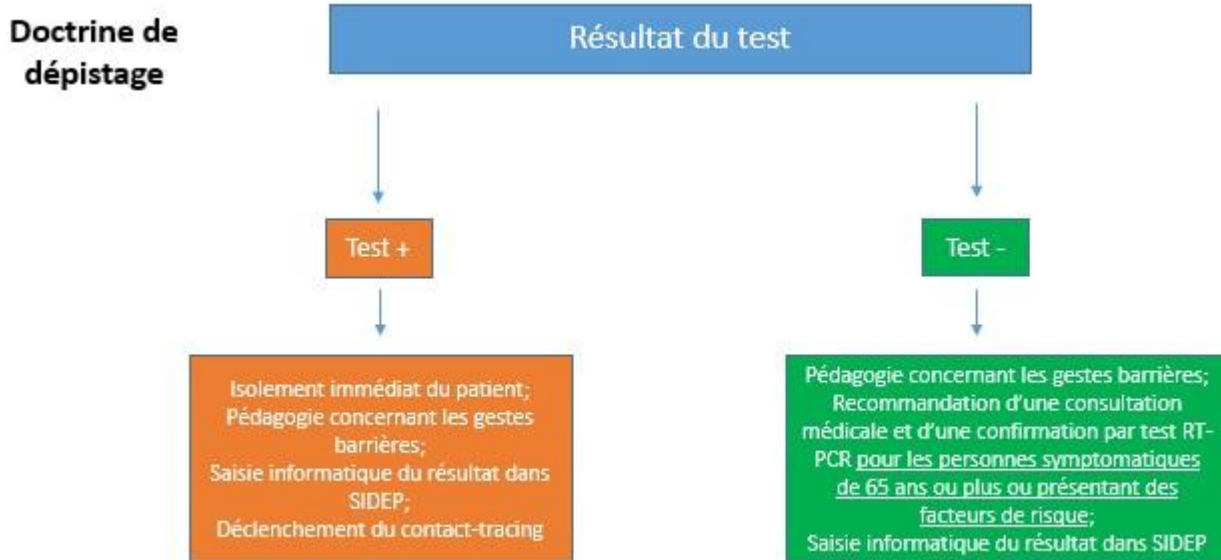 Doctrine de
dépistage
Résultat du test
Test +
Test -
Isolement immédiat du patient;
Pédagogie concernant les gestes
barrières;
Saisie informatique du résultat dans
SIDEP;
Déclenchement du contact-tracing
Pédagogie concernant les gestes barrières;
Recommandation d'une consultation
médicale et d'une confirmation par test RT-
PCR pour les personnes symptomatiques
de 65 ans ou plus ou présentant des
facteurs de risque;
Saisie informatique du résultat dans SIDEP